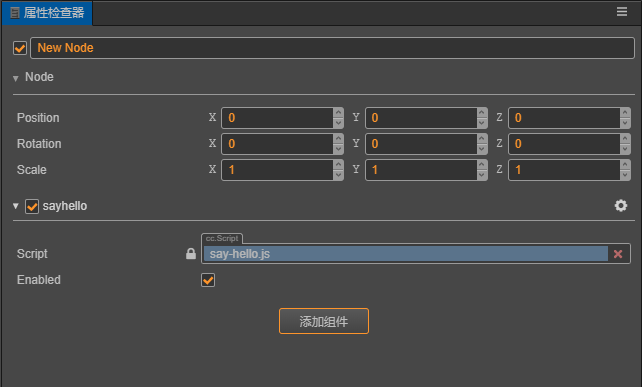 属性检查器
New Node
Node
Position X 0 Y 0 Z 0
Rotation X 0 Y 0 Z 0
Scale X 1 Y 1 Z 1
sayhello
cc.Script
Script say-hello.js
Enabled
添加组件